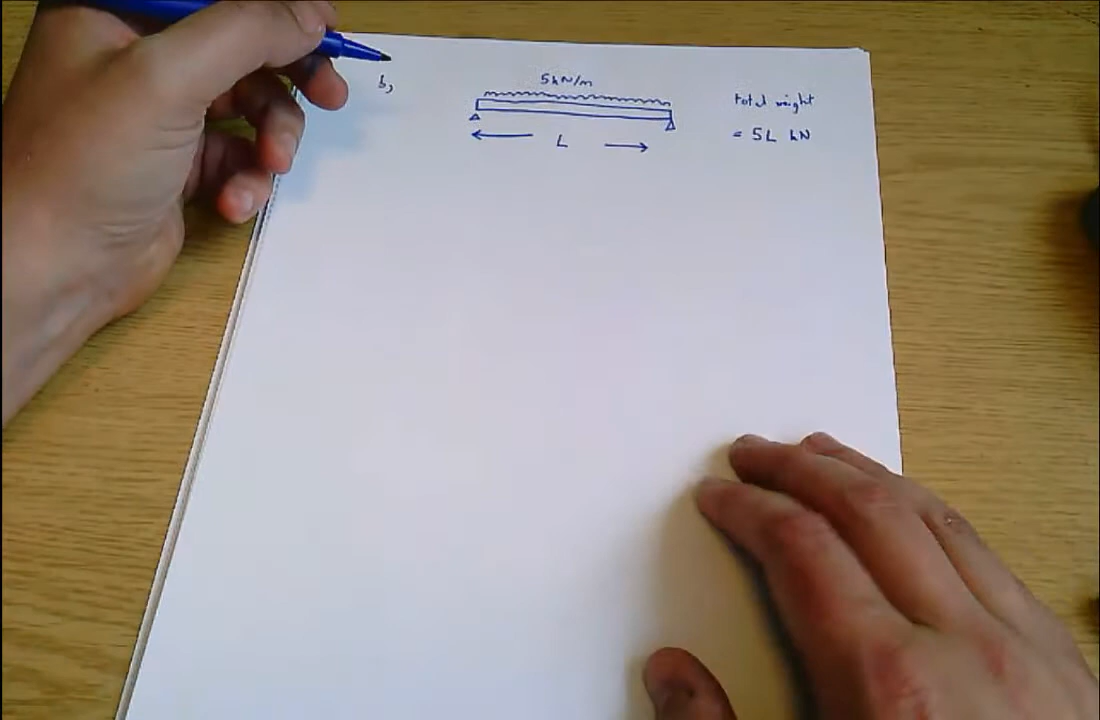 b,
5kN/m
L
total weight
= 5L kN